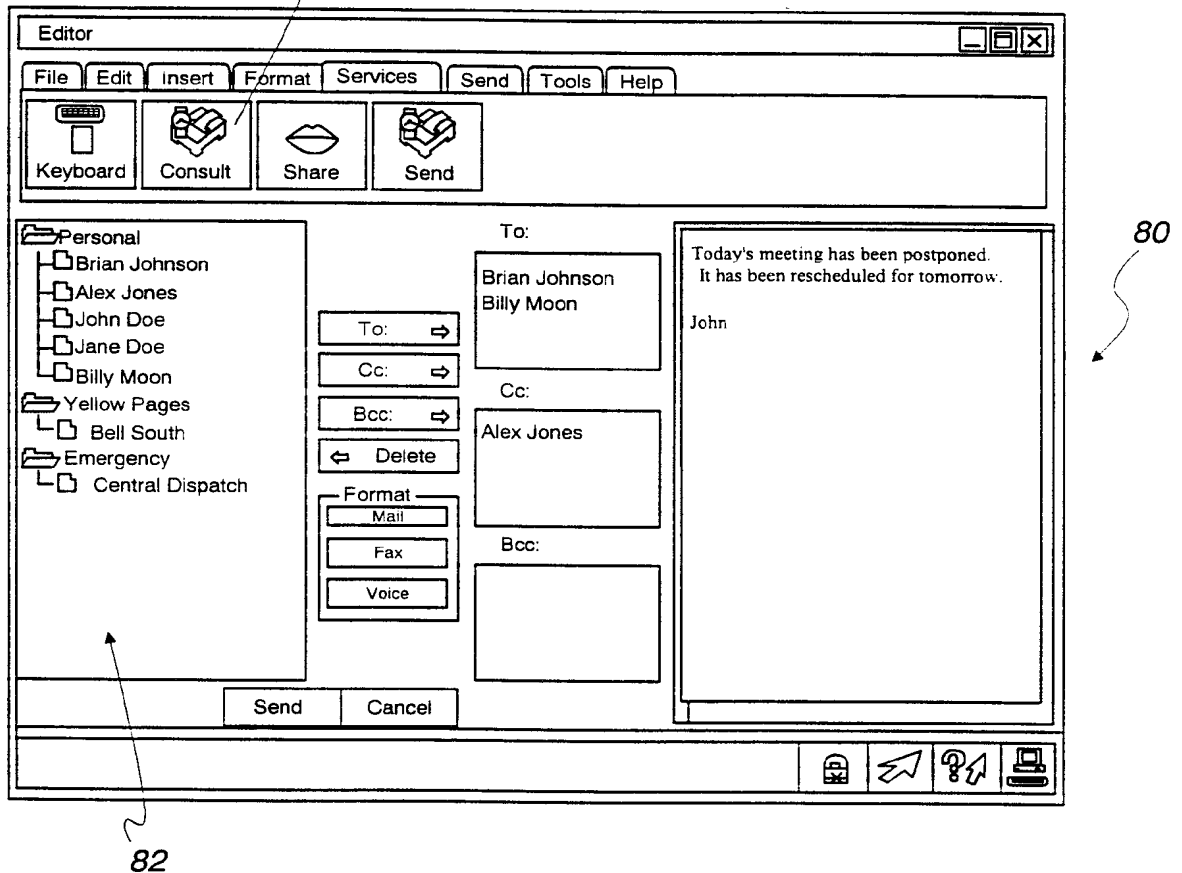 Editor
File Edit Insert Format Services Send Tools Help
Keyboard Consult Share Send
Personal
Brian Johnson
Alex Jones
John Doe
Jane Doe
Billy Moon
Yellow Pages
Bell South
Emergency
Central Dispatch
To:
Cc:
Bcc:
Delete
Format
Mail
Fax
Voice
Send Cancel
To:
Brian Johnson
Billy Moon
Cc:
Alex Jones
Bcc:
Today's meeting has been postponed.
It has been rescheduled for tomorrow.
John
80
82